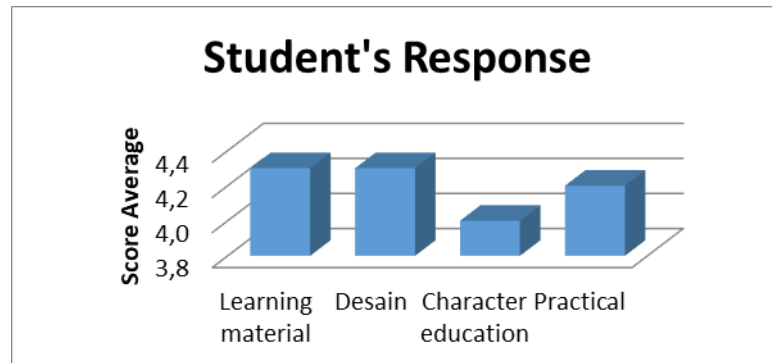 Student's Response
Score Average
4,4
4,2
4,0
3,8
Learning material
Desain
Character education
Practical